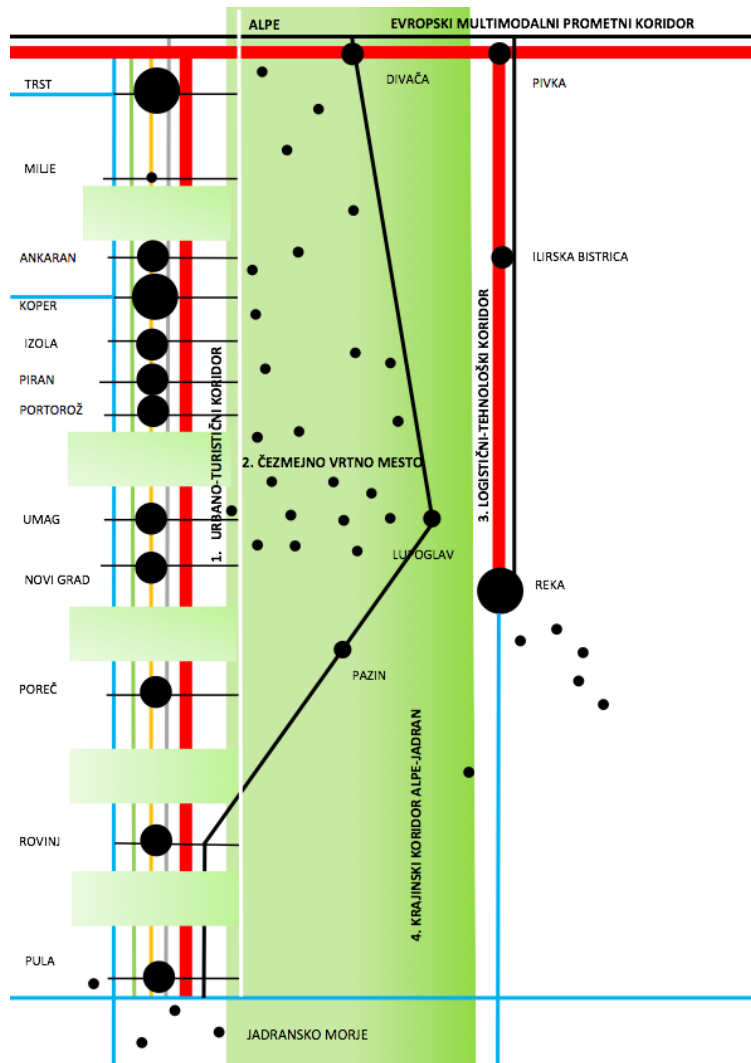 ALPE
EVROPSKI MULTIMODALNI PROMETNI KORIDOR
TRST
DIVAČA
PIVKA
MILJE
ANKARAN
ILIRSKA BISTRICA
KOPER
IZOLA
PIRAN
PORTOROŽ
1. URBANO-TURISTIČNI KORIDOR
2. ČEZMEJNO VRTNO MESTO
3. LOGISTIČNI-TEHNOLOŠKI KORIDOR
UMAG
LUPOGLAV
NOVI GRAD
REKA
PAZIN
POREČ
4. KRAJINSKI KORIDOR ALPE-JADRAN
ROVINJ
PULA
JADRANSKO MORJE